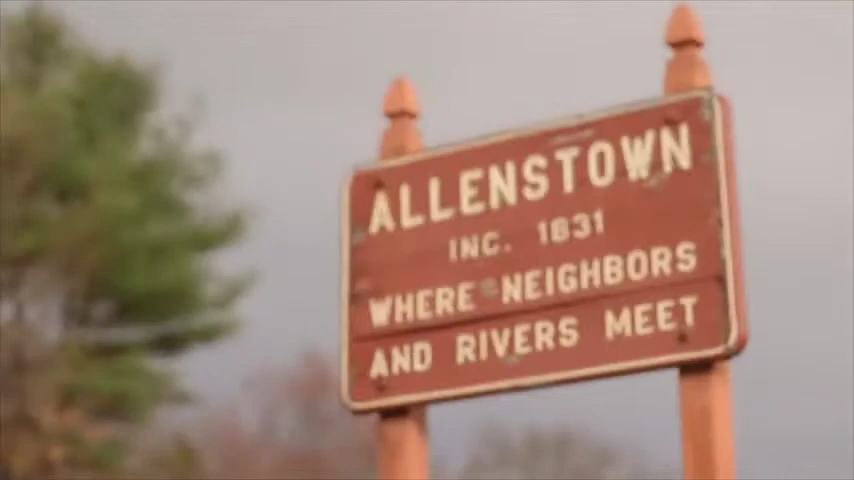 ALLENSTOWN
INC. 1831
WHERE NEIGHBORS
AND RIVERS MEET